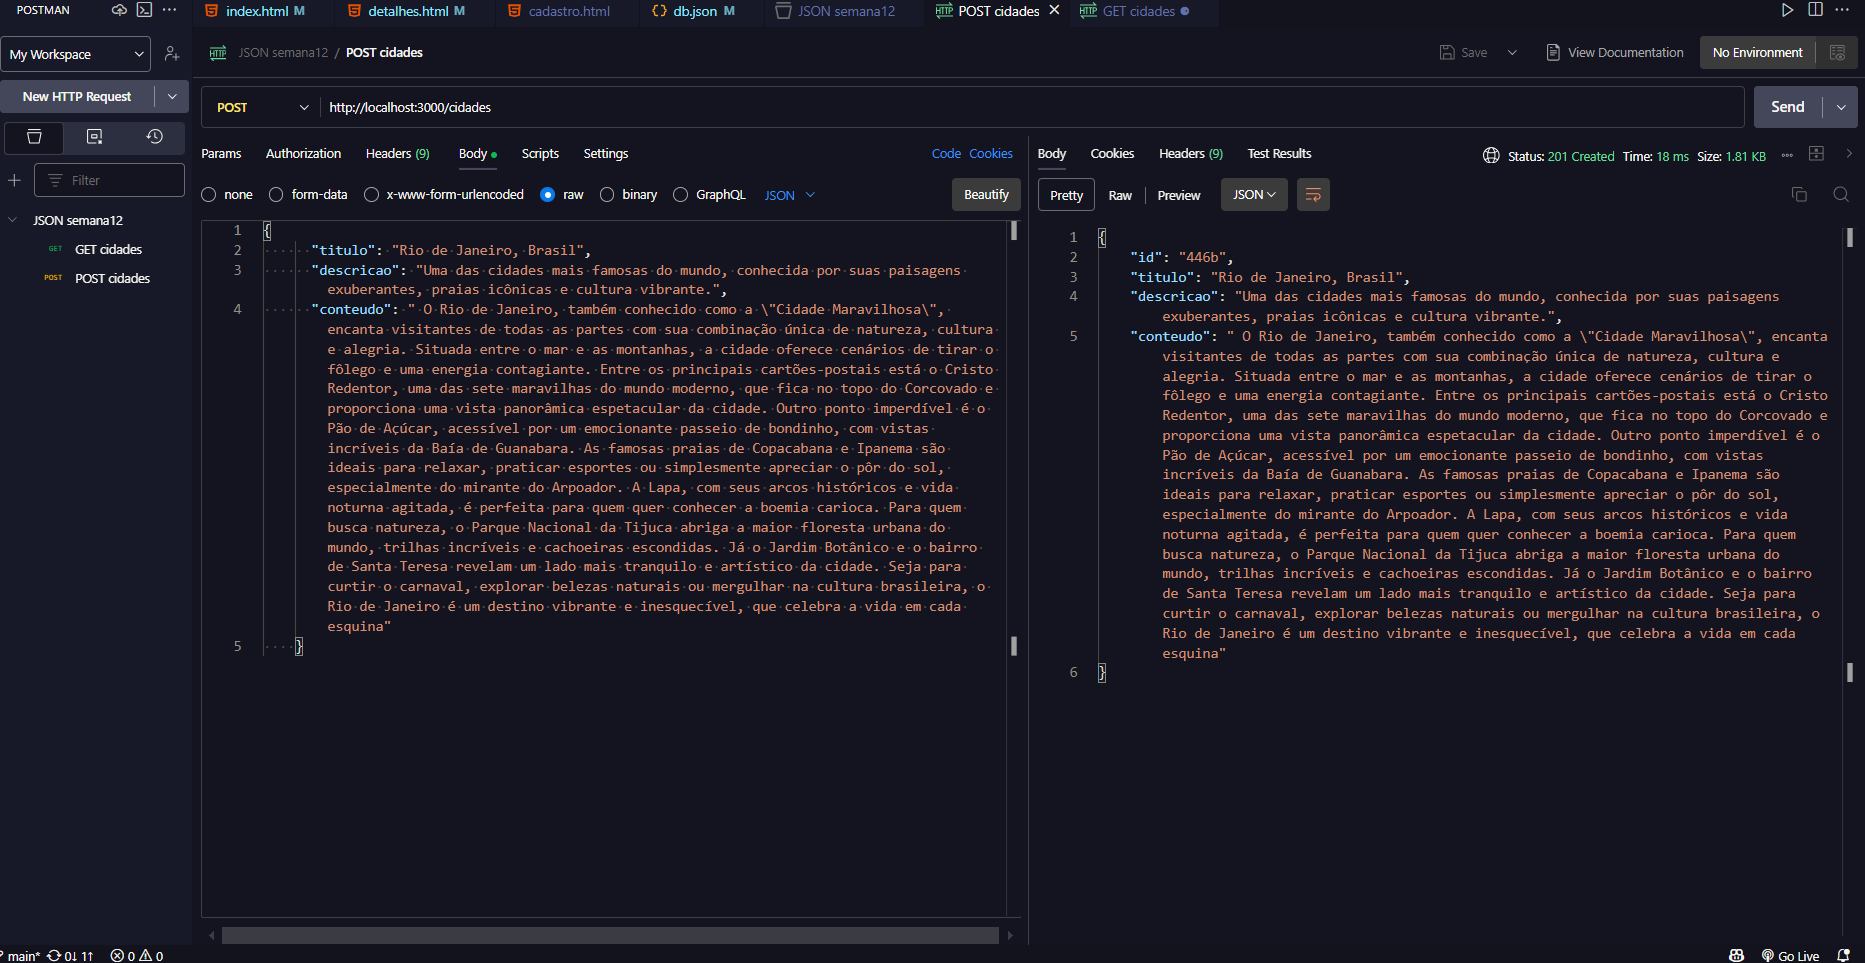 POSTMAN
index.html M
detalhes.html M
cadastro.html
{} db.json M
JSON semana12
HTTP POST cidades
HTTP GET cidades
My Workspace
HTTP JSON semana12 / POST cidades
Save
View Documentation
No Environment
New HTTP Request
POST
http://localhost:3000/cidades
Send
Params
Authorization
Headers (9)
Body
Scripts
Settings
Code
Cookies
none
form-data
x-www-form-urlencoded
raw
binary
GraphQL
JSON
Beautify
Filter
JSON semana12
GET GET cidades
POST POST cidades
1 {
2 "titulo": "Rio de Janeiro, Brasil",
3 "descricao": "Uma das cidades mais famosas do mundo, conhecida por suas paisagens
exuberantes, praias icônicas e cultura vibrante.",
4 "conteudo": " O Rio de Janeiro, também conhecido como a \"Cidade Maravilhosa\",
encanta visitantes de todas as partes com sua combinação única de natureza, cultura
e alegria. Situada entre o mar e as montanhas, a cidade oferece cenários de tirar o
fôlego e uma energia contagiante. Entre os principais cartões-postais está o Cristo
Redentor, uma das sete maravilhas do mundo moderno, que fica no topo do Corcovado e
proporciona uma vista panorâmica espetacular da cidade. Outro ponto imperdível é o
Pão de Açúcar, acessível por um emocionante passeio de bondinho, com vistas
incríveis da Baía de Guanabara. As famosas praias de Copacabana e Ipanema são
ideais para relaxar, praticar esportes ou simplesmente apreciar o pôr do sol,
especialmente do mirante do Arpoador. A Lapa, com seus arcos históricos e vida
noturna agitada, é perfeita para quem quer conhecer a boemia carioca. Para quem
busca natureza, o Parque Nacional da Tijuca abriga a maior floresta urbana do
mundo, trilhas incríveis e cachoeiras escondidas. Já o Jardim Botânico e o bairro
de Santa Teresa revelam um lado mais tranquilo e artístico da cidade. Seja para
curtir o carnaval, explorar belezas naturais ou mergulhar na cultura brasileira, o
Rio de Janeiro é um destino vibrante e inesquecível, que celebra a vida em cada
esquina"
5 }
Body
Cookies
Headers (9)
Test Results
Status: 201 Created Time: 18 ms Size: 1.81 KB
Pretty
Raw
Preview
JSON
1 {
2 "id": "446b",
3 "titulo": "Rio de Janeiro, Brasil",
4 "descricao": "Uma das cidades mais famosas do mundo, conhecida por suas paisagens
exuberantes, praias icônicas e cultura vibrante.",
5 "conteudo": " O Rio de Janeiro, também conhecido como a \"Cidade Maravilhosa\", encanta
visitantes de todas as partes com sua combinação única de natureza, cultura e
alegria. Situada entre o mar e as montanhas, a cidade oferece cenários de tirar o
fôlego e uma energia contagiante. Entre os principais cartões-postais está o Cristo
Redentor, uma das sete maravilhas do mundo moderno, que fica no topo do Corcovado e
proporciona uma vista panorâmica espetacular da cidade. Outro ponto imperdível é o
Pão de Açúcar, acessível por um emocionante passeio de bondinho, com vistas
incríveis da Baía de Guanabara. As famosas praias de Copacabana e Ipanema são
ideais para relaxar, praticar esportes ou simplesmente apreciar o pôr do sol,
especialmente do mirante do Arpoador. A Lapa, com seus arcos históricos e vida
noturna agitada, é perfeita para quem quer conhecer a boemia carioca. Para quem
busca natureza, o Parque Nacional da Tijuca abriga a maior floresta urbana do
mundo, trilhas incríveis e cachoeiras escondidas. Já o Jardim Botânico e o bairro
de Santa Teresa revelam um lado mais tranquilo e artístico da cidade. Seja para
curtir o carnaval, explorar belezas naturais ou mergulhar na cultura brasileira, o
Rio de Janeiro é um destino vibrante e inesquecível, que celebra a vida em cada
esquina"
6 }
main* 0↓ 1↑ 0 0
Go Live